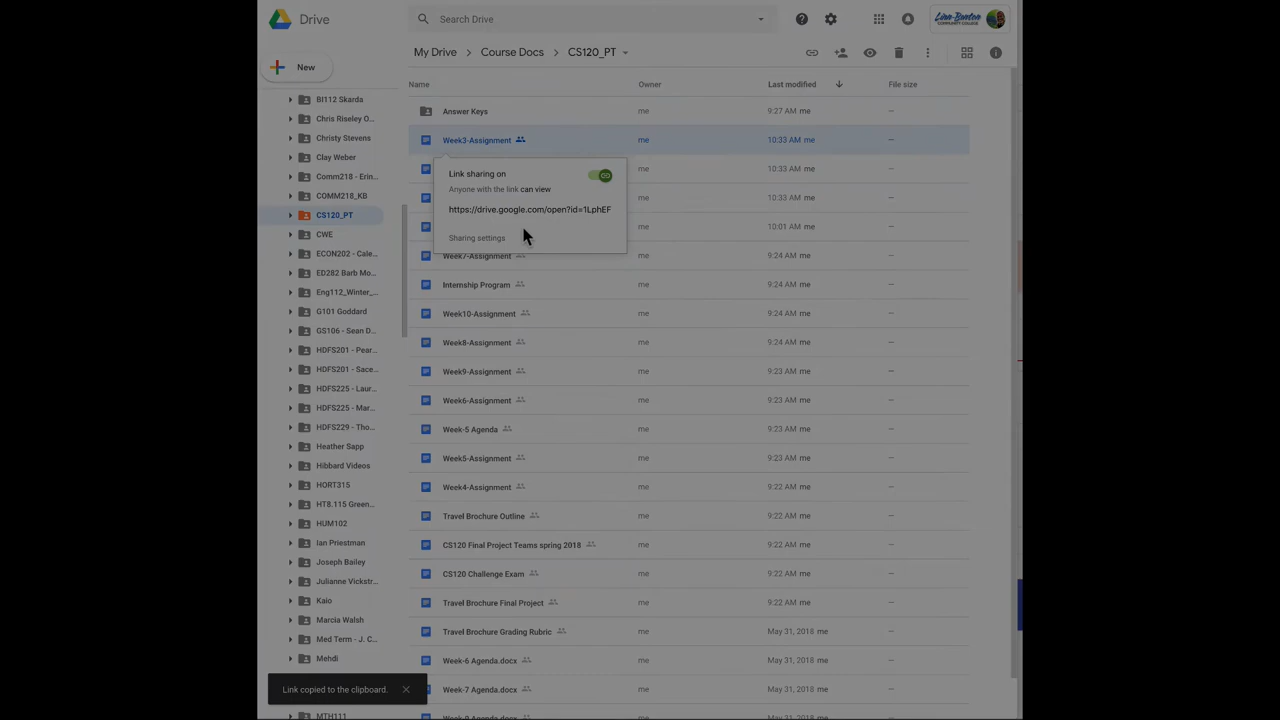 Drive
Search Drive
Linn-Benton
COMMUNITY COLLEGE
New
My Drive
Course Docs
CS120_PT
Name
Owner
Last modified
File size
BI112 Skarda
Chris Riseley O...
Christy Stevens
Clay Weber
Comm218 - Erin...
COMM218_KB
CS120_PT
CWE
ECON202 - Cale...
ED282 Barb Mo...
Eng112_Winter_...
G101 Goddard
GS106 - Sean D...
HDFS201 - Pear...
HDFS201 - Sace...
HDFS225 - Laur...
HDFS225 - Mar...
HDFS229 - Tho...
Heather Sapp
Hibbard Videos
HORT315
HT8.115 Green...
HUM102
Ian Priestman
Joseph Bailey
Julianne Vickstr...
Kaio
Marcia Walsh
Med Term - J. C...
Mehdi
MTH111
Answer Keys me 9:27 AM me –
Week3-Assignment me 10:33 AM me –
me 10:33 AM me –
me 10:33 AM me –
me 10:01 AM me –
Link sharing on
Anyone with the link can view
https://drive.google.com/open?id=1LphEF
Sharing settings
Week7-Assignment me 9:24 AM me –
Internship Program me 9:24 AM me –
Week10-Assignment me 9:24 AM me –
Week8-Assignment me 9:24 AM me –
Week9-Assignment me 9:23 AM me –
Week6-Assignment me 9:23 AM me –
Week-5 Agenda me 9:23 AM me –
Week5-Assignment me 9:23 AM me –
Week4-Assignment me 9:22 AM me –
Travel Brochure Outline me 9:22 AM me –
CS120 Final Project Teams spring 2018 me 9:22 AM me –
CS120 Challenge Exam me 9:22 AM me –
Travel Brochure Final Project me 9:22 AM me –
Travel Brochure Grading Rubric me May 31, 2018 me –
Week-6 Agenda.docx me May 31, 2018 me –
Week-7 Agenda.docx me May 31, 2018 me –
Link copied to the clipboard.